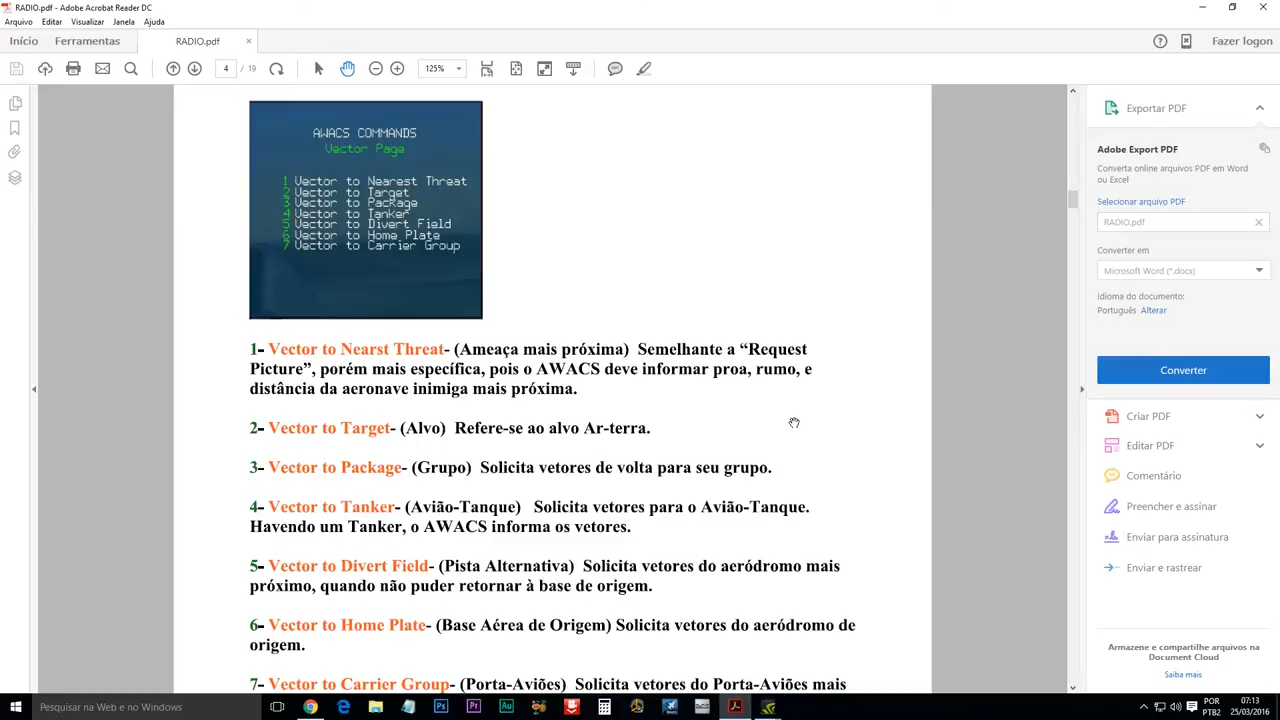 RADIO.pdf - Adobe Acrobat Reader DC
Arquivo Editar Visualizar Janela Ajuda
Início Ferramentas RADIO.pdf × Fazer logon
4 / 19 125%
AWACS COMMANDS
Vector Page
1 Vector to Nearest Threat
2 Vector to Target
3 Vector to PacRage
4 Vector to Tanker
5 Vector to Divert Field
6 Vector to Home Plate
7 Vector to Carrier Group
1- Vector to Nearst Threat- (Ameaça mais próxima) Semelhante a “Request
Picture”, porém mais específica, pois o AWACS deve informar proa, rumo, e
distância da aeronave inimiga mais próxima.
2- Vector to Target- (Alvo) Refere-se ao alvo Ar-terra.
3- Vector to Package- (Grupo) Solicita vetores de volta para seu grupo.
4- Vector to Tanker- (Avião-Tanque) Solicita vetores para o Avião-Tanque.
Havendo um Tanker, o AWACS informa os vetores.
5- Vector to Divert Field- (Pista Alternativa) Solicita vetores do aeródromo mais
próximo, quando não puder retornar à base de origem.
6- Vector to Home Plate- (Base Aérea de Origem) Solicita vetores do aeródromo de
origem.
7- Vector to Carrier Group- (Porta-Aviões) Solicita vetores do Porta-Aviões mais
Exportar PDF
Adobe Export PDF
Converta online arquivos PDF em Word
ou Excel
Selecionar arquivo PDF
RADIO.pdf
Converter em
Microsoft Word (*.docx)
Idioma do documento:
Português Alterar
Converter
Criar PDF
Editar PDF
Comentário
Preencher e assinar
Enviar para assinatura
Enviar e rastrear
Armazene e compartilhe arquivos na
Document Cloud
Saiba mais
Pesquisar na Web e no Windows
POR
PTB2
07:13
25/03/2016